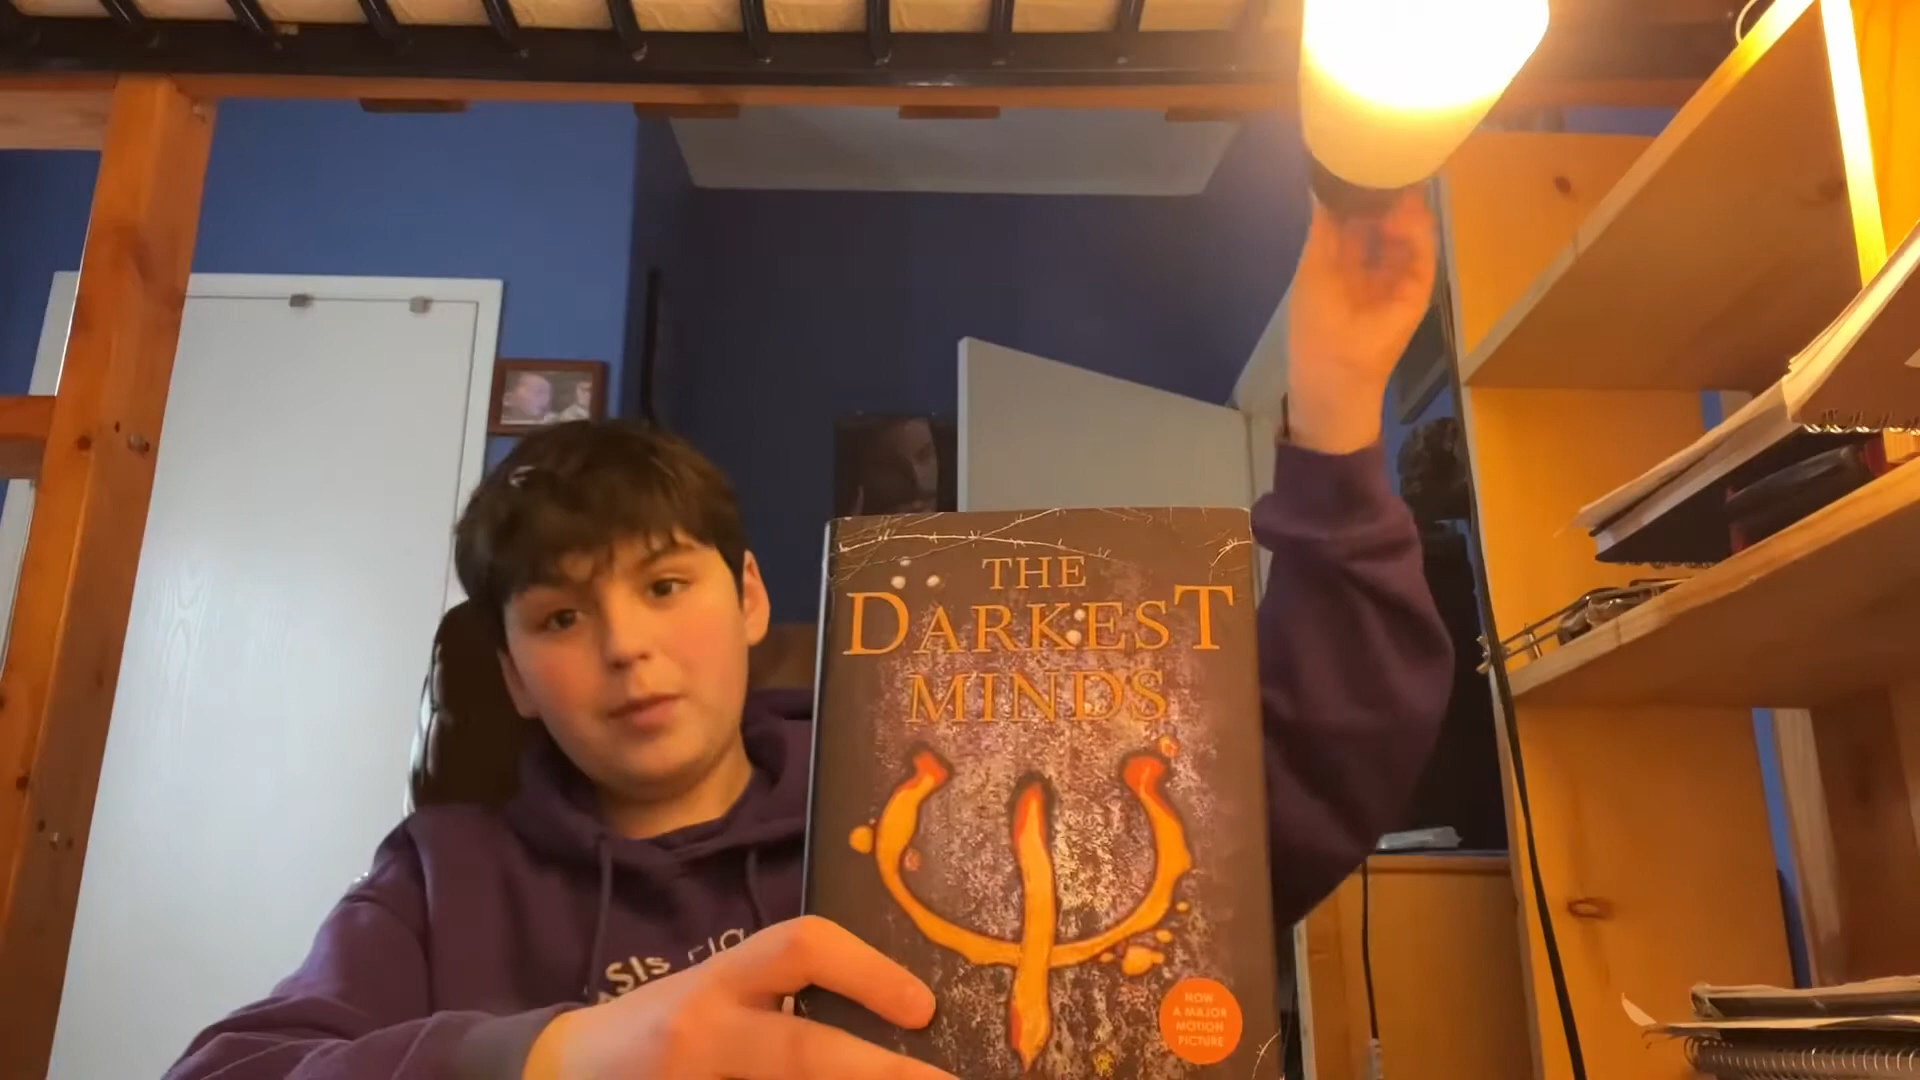 THE
DARKEST
MINDS
NOW
A MAJOR
MOTION
PICTURE